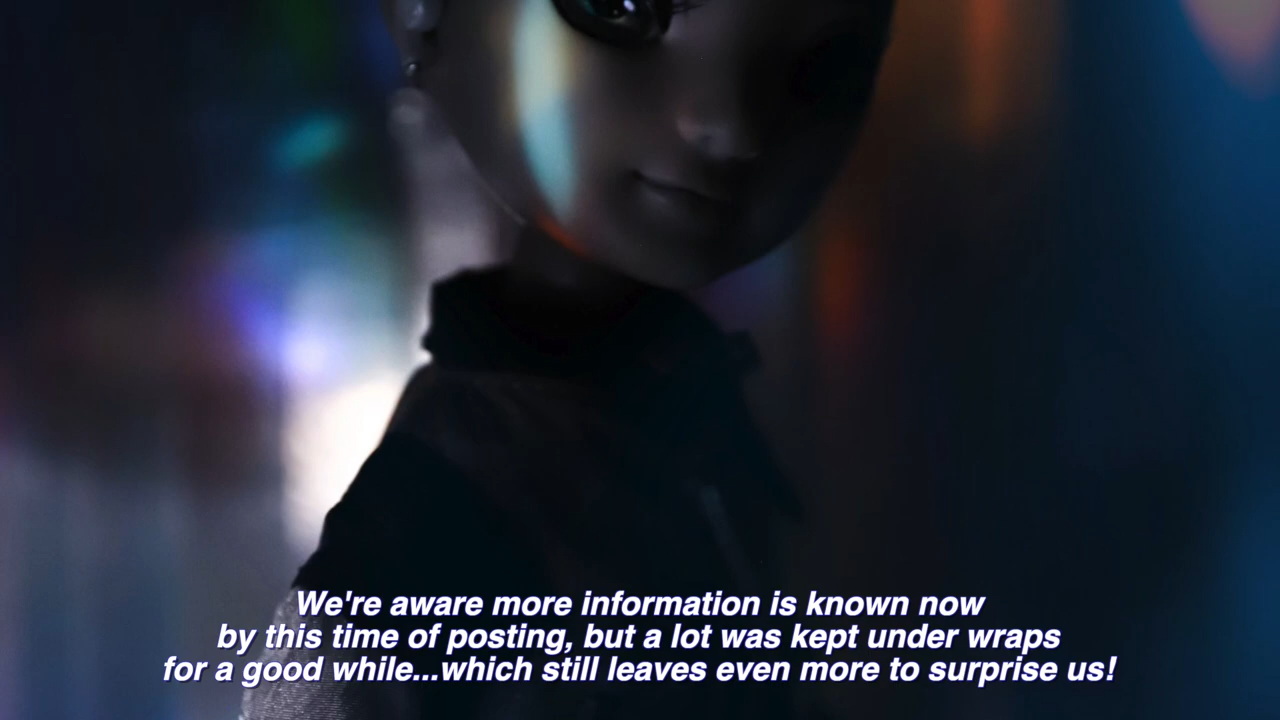 We're aware more information is known now
by this time of posting, but a lot was kept under wraps
for a good while...which still leaves even more to surprise us!